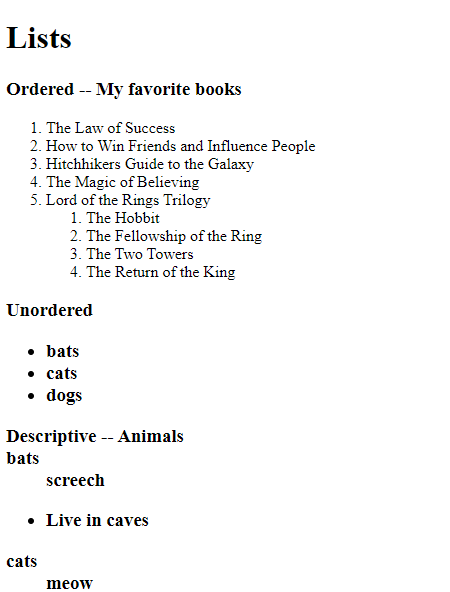 Lists
Ordered -- My favorite books
1. The Law of Success
2. How to Win Friends and Influence People
3. Hitchhikers Guide to the Galaxy
4. The Magic of Believing
5. Lord of the Rings Trilogy
1. The Hobbit
2. The Fellowship of the Ring
3. The Two Towers
4. The Return of the King
Unordered
• bats
• cats
• dogs
Descriptive -- Animals
bats
screech
• Live in caves
cats
meow